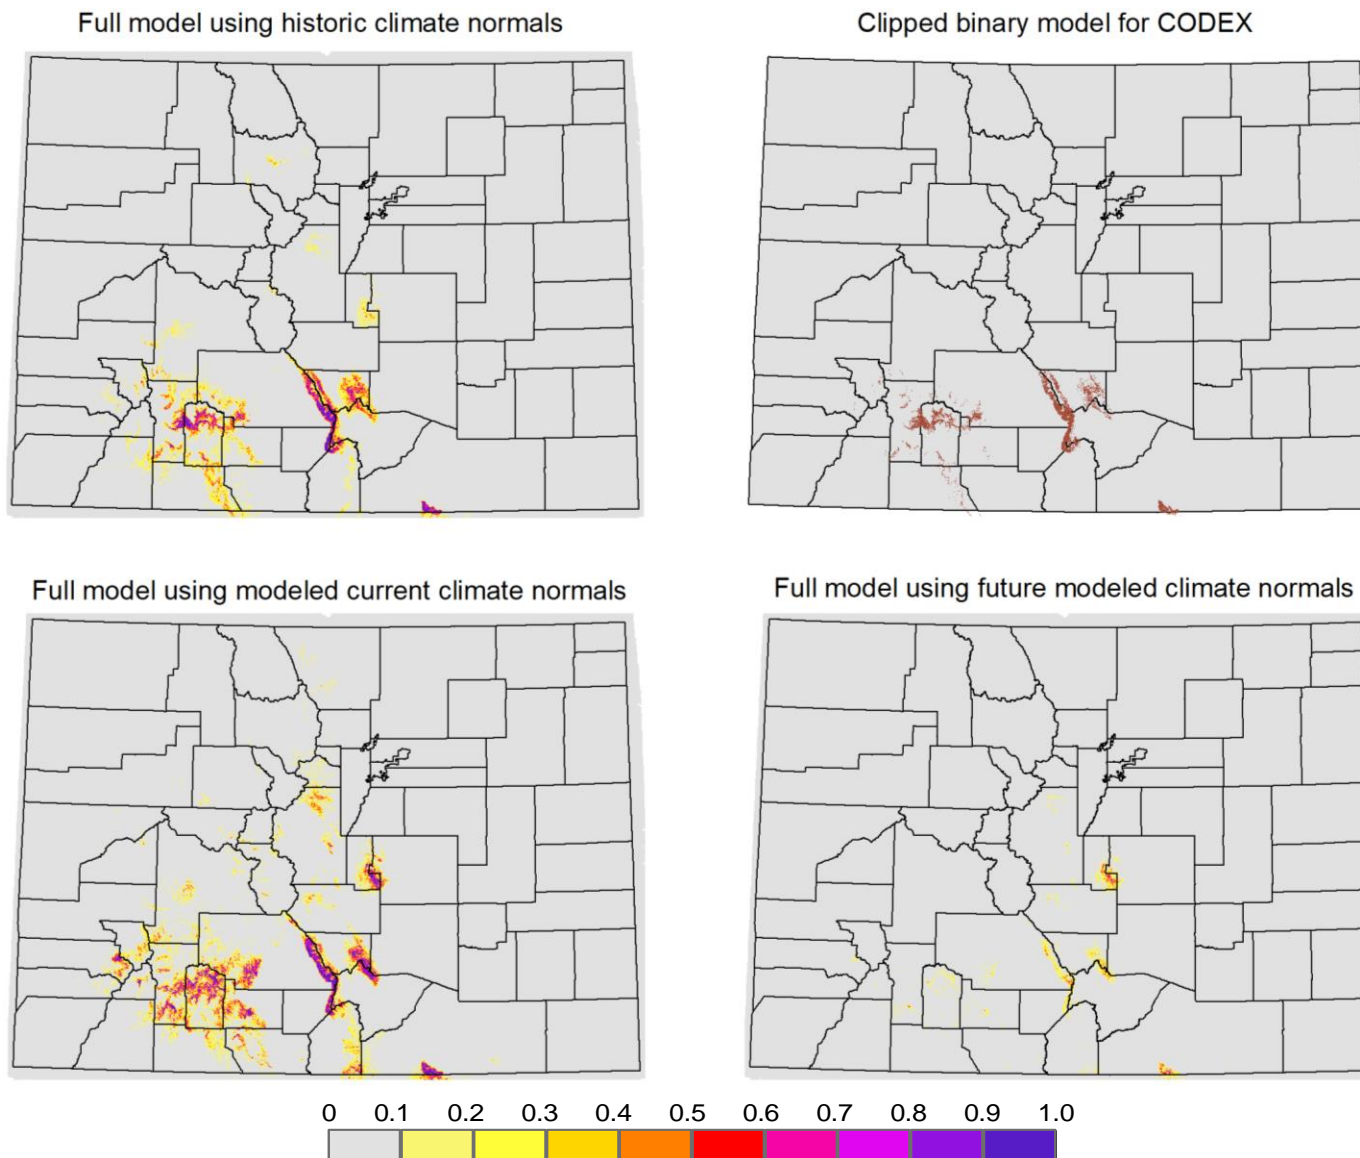 Full model using historic climate normals
Clipped binary model for CODEX
Full model using modeled current climate normals
Full model using future modeled climate normals
0 0.1 0.2 0.3 0.4 0.5 0.6 0.7 0.8 0.9 1.0